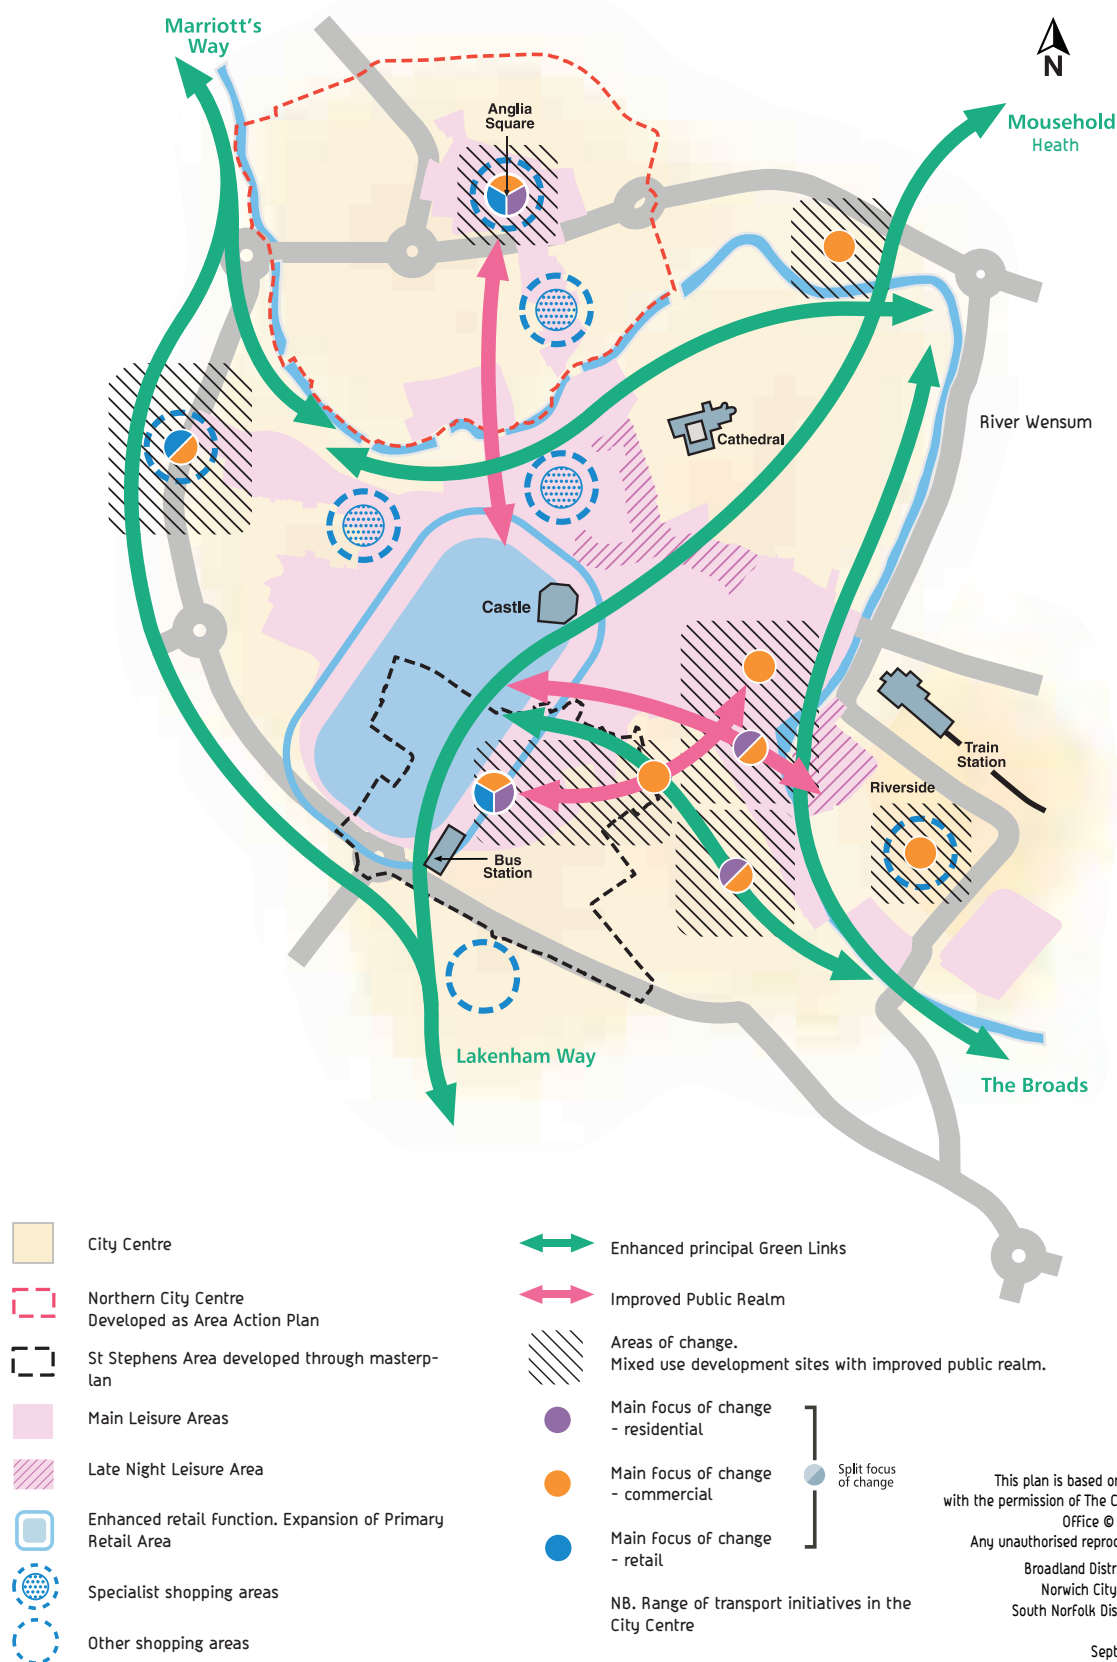 Marriott's
Way
N
Anglia
Square
Mousehold
Heath
River Wensum
Cathedral
Castle
Train
Station
Riverside
Bus
Station
Lakenham Way
The Broads
City Centre
Northern City Centre
Developed as Area Action Plan
St Stephens Area developed through masterp-
lan
Main Leisure Areas
Late Night Leisure Area
Enhanced retail function. Expansion of Primary
Retail Area
Specialist shopping areas
Other shopping areas
Enhanced principal Green Links
Improved Public Realm
Areas of change.
Mixed use development sites with improved public realm.
Main focus of change
- residential
Main focus of change
- commercial
Main focus of change
- retail
Split focus
of change
NB. Range of transport initiatives in the
City Centre
This plan is based o
with the permission of The C
Office ©
Any unauthorised reproc
Broadland Distr
Norwich City
South Norfolk Dis
Sept